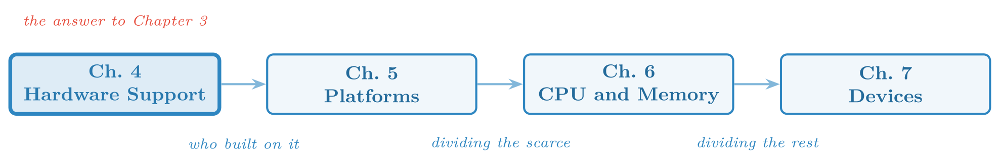 the answer to Chapter 3
Ch. 4
Hardware Support
Ch. 5
Platforms
Ch. 6
CPU and Memory
Ch. 7
Devices
who built on it
dividing the scarce
dividing the rest